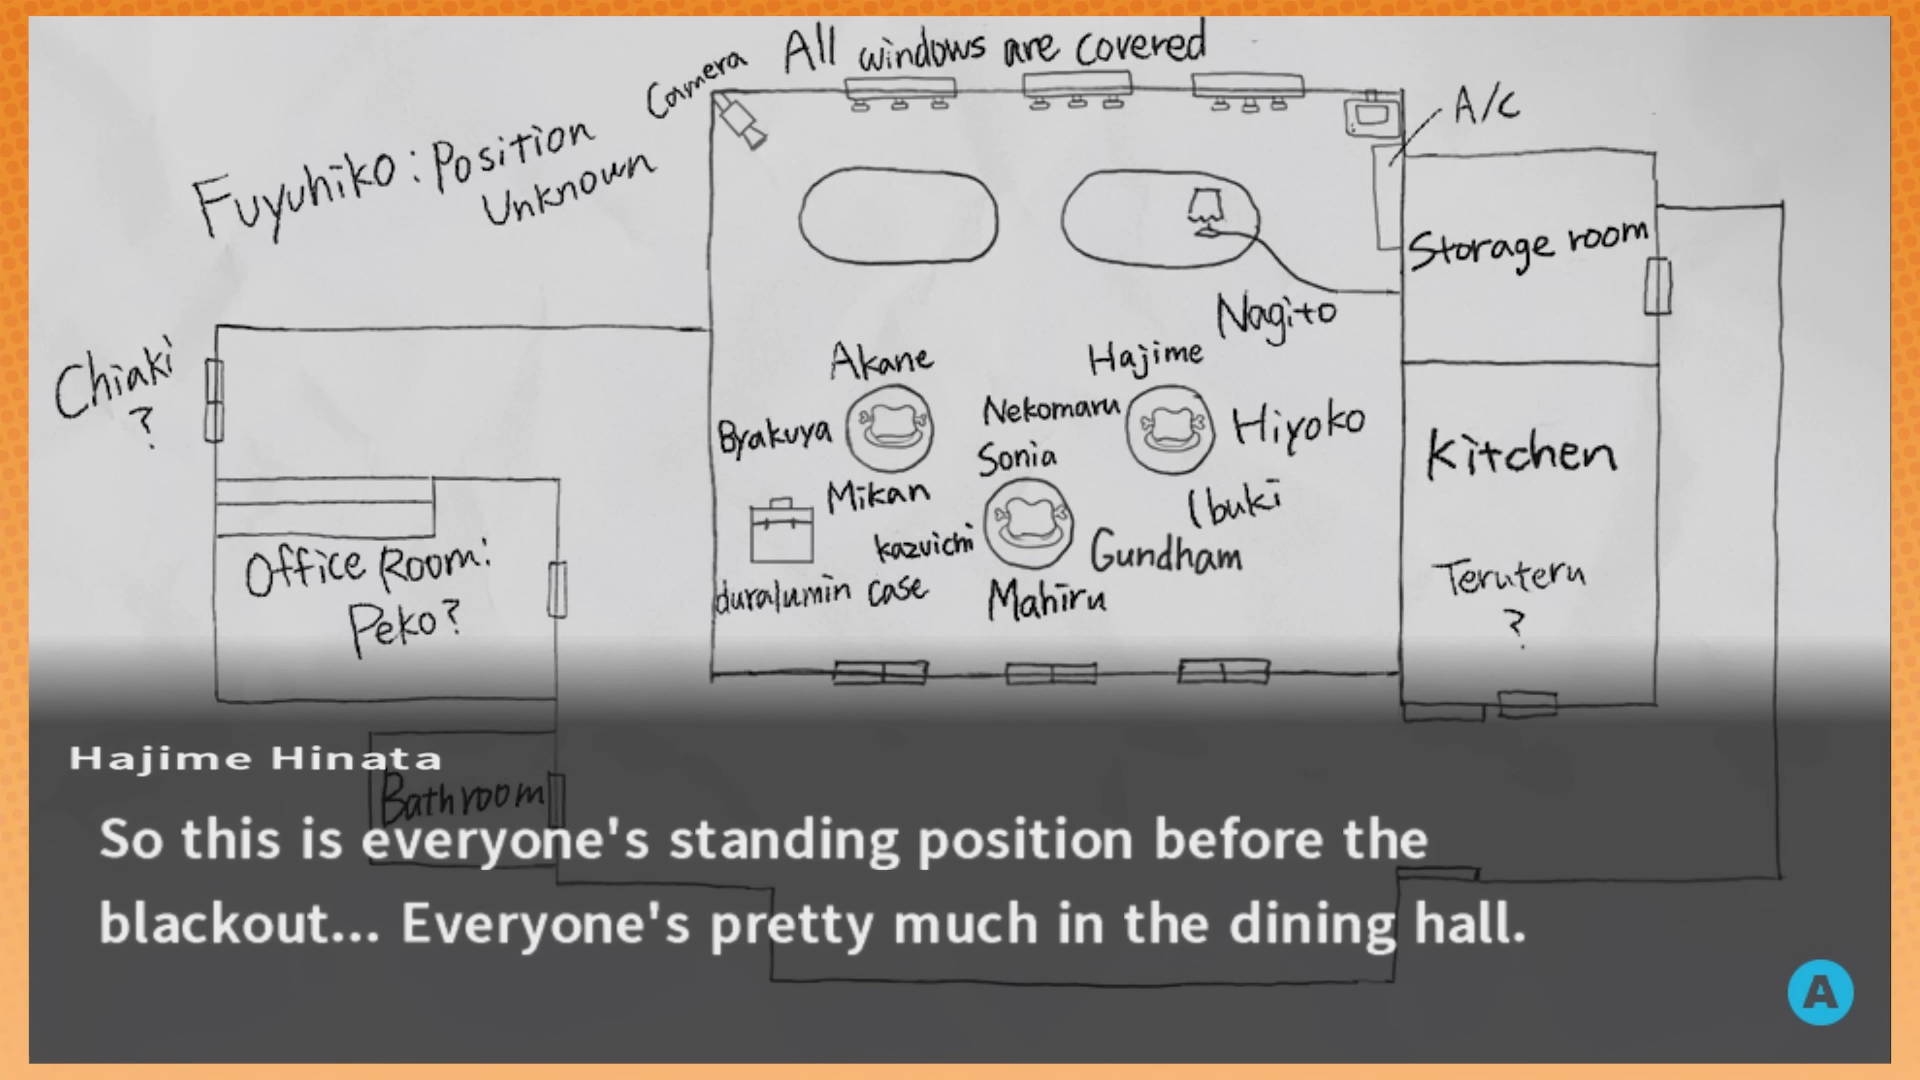 All windows are covered
Camera
A/C
Fuyuhiko: Position
Unknown
Storage room
Nagito
Chiaki
?
Akane
Hajime
Nekomaru
Byakuya
Hiyoko
Sonia
Kitchen
Mikan
Ibuki
kazuichi
Gundham
Office Room:
Peko?
duralumin case
Mahiru
Teruteru
?
Bathroom
Hajime Hinata
So this is everyone's standing position before the
blackout... Everyone's pretty much in the dining hall.
A